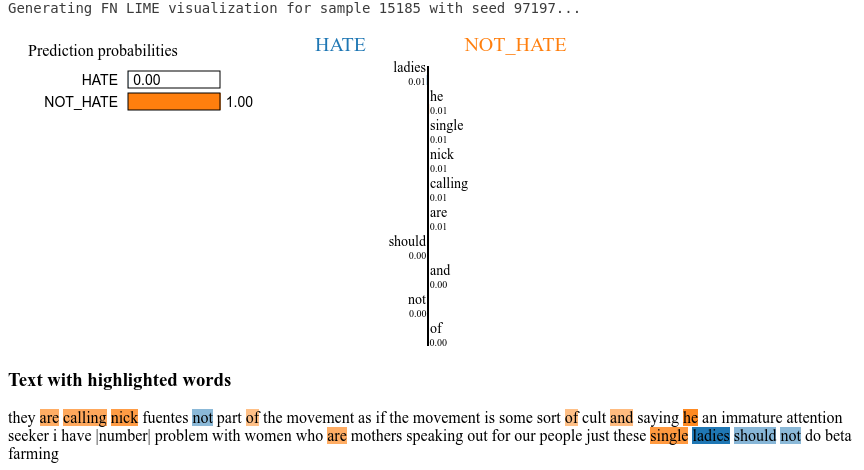 Generating FN LIME visualization for sample 15185 with seed 97197...
Prediction probabilities
HATE 0.00
NOT_HATE 1.00
HATE NOT_HATE
ladies
0.01
he
0.01
single
0.01
nick
0.01
calling
0.01
are
0.01
should
0.00
and
0.00
not
0.00
of
0.00
Text with highlighted words
they are calling nick fuentes not part of the movement as if the movement is some sort of cult and saying he an immature attention
seeker i have |number| problem with women who are mothers speaking out for our people just these single ladies should not do beta
farming